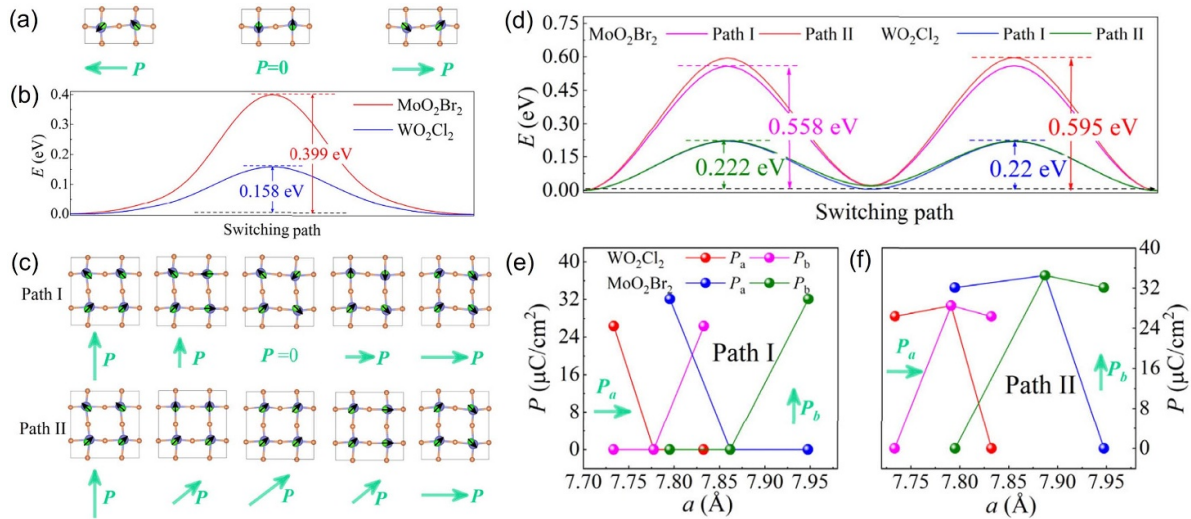 (a)
P
P=0
P
(b)
0.4
0.3
0.2
0.1
0.0
E (eV)
MoO2Br2
WO2Cl2
0.399 eV
0.158 eV
Switching path
(c)
Path I
P
P
P=0
P
P
Path II
P
P
P
P
P
(d)
0.75
0.60
0.45
0.30
0.15
0.00
E (eV)
MoO2Br2 Path I Path II WO2Cl2 Path I Path II
0.558 eV
0.595 eV
0.222 eV
0.22 eV
Switching path
(e)
40
32
24
16
8
0
P (μC/cm2)
WO2Cl2 Pa Pb
MoO2Br2 Pa Pb
Path I
Pa
Pb
7.70 7.75 7.80 7.85 7.90 7.95
a (Å)
(f)
Pa
Path II
Pb
40
32
24
16
8
0
P (μC/cm2)
7.75 7.80 7.85 7.90 7.95
a (Å)